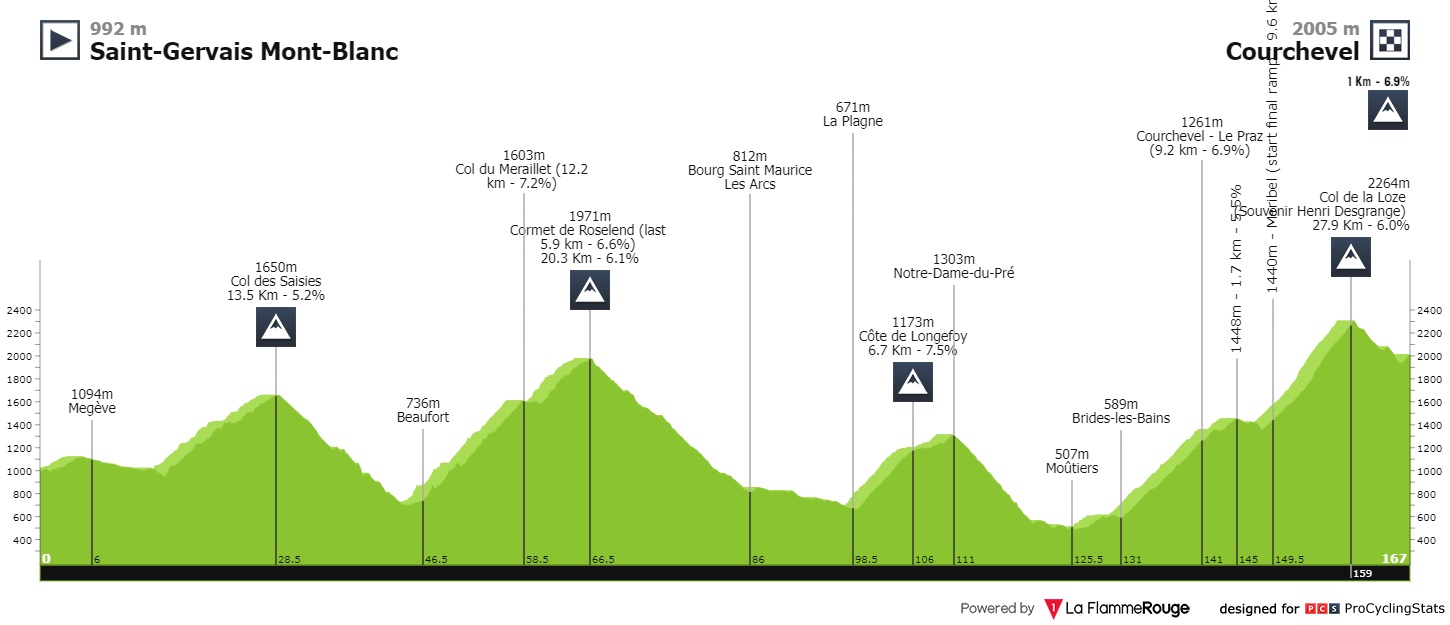 992 m
Saint-Gervais Mont-Blanc
2005 m
Courchevel
1 Km - 6.9%
1094m
Megève
1650m
Col des Saisies
13.5 Km - 5.2%
736m
Beaufort
1603m
Col du Meraillet (12.2
km - 7.2%)
1971m
Cormet de Roselend (last
5.9 km - 6.6%)
20.3 Km - 6.1%
812m
Bourg Saint Maurice
Les Arcs
671m
La Plagne
1173m
Côte de Longefoy
6.7 Km - 7.5%
1303m
Notre-Dame-du-Pré
507m
Moûtiers
589m
Brides-les-Bains
1261m
Courchevel - Le Praz
(9.2 km - 6.9%)
1448m - 1.7 km - 5.5%
1440m - Méribel (start final ramp - 9.6 km
2264m
Col de la Loze
(Souvenir Henri Desgrange)
27.9 Km - 6.0%
2400
2200
2000
1800
1600
1400
1200
1000
800
600
400
2400
2200
2000
1800
1600
1400
1200
1000
800
600
400
0
6
28.5
46.5
58.5
66.5
86
98.5
106
111
125.5
131
141
145
149.5
167
159
Powered by
1
La FlammeRouge
designed for
PCS
ProCyclingStats